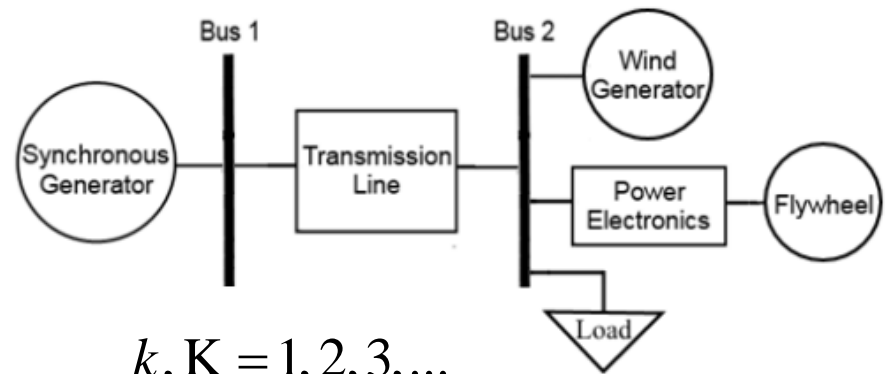 Bus 1
Bus 2
Wind
Generator
Synchronous
Generator
Transmission
Line
Power
Electronics
Flywheel
Load
k, K = 1, 2, 3, ...